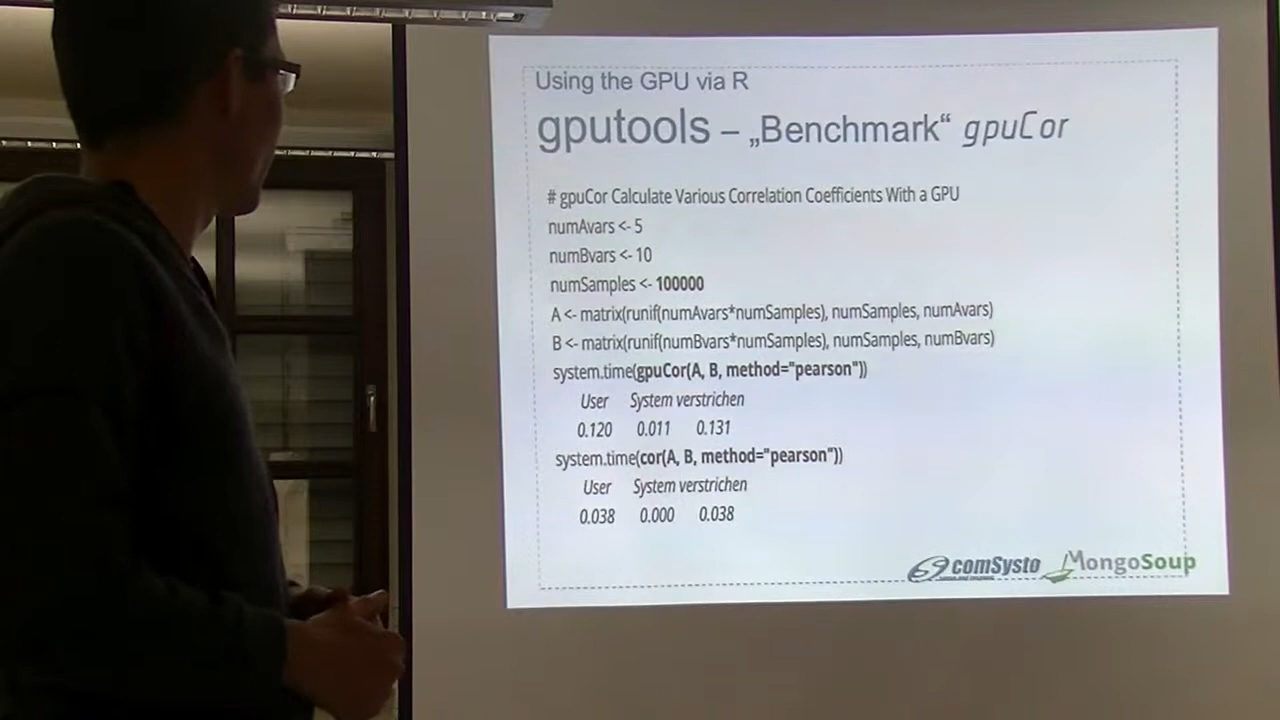 Using the GPU via R
gputools – „Benchmark“ gpuCor
# gpuCor Calculate Various Correlation Coefficients With a GPU
numAvars <- 5
numBvars <- 10
numSamples <- 100000
A <- matrix(runif(numAvars*numSamples), numSamples, numAvars)
B <- matrix(runif(numBvars*numSamples), numSamples, numBvars)
system.time(gpuCor(A, B, method="pearson"))
User System verstrichen
0.120 0.011 0.131
system.time(cor(A, B, method="pearson"))
User System verstrichen
0.038 0.000 0.038
comSysto MongoSoup